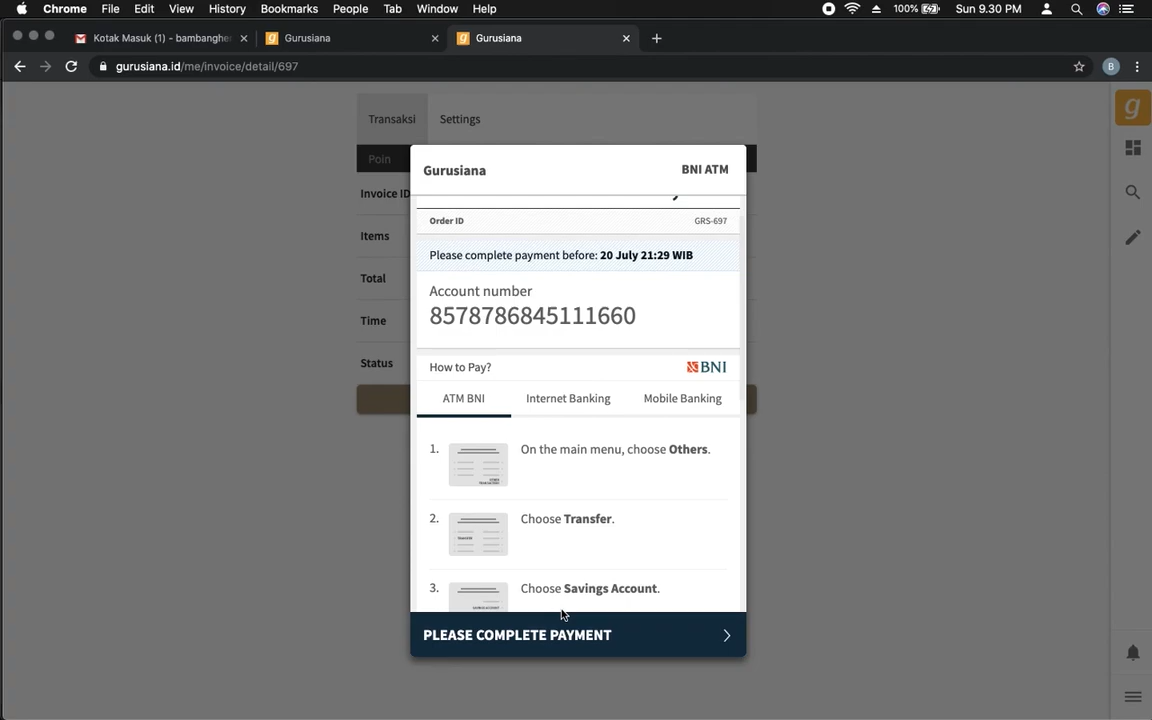 Chrome File Edit View History Bookmarks People Tab Window Help 100% Sun 9.30 PM
Kotak Masuk (1) - bambanghe Gurusiana Gurusiana
gurusiana.id/me/invoice/detail/697 B
Transaksi Settings
g
Poin
Gurusiana BNI ATM
Invoice ID
Order ID GRS-697
Items
Please complete payment before: 20 July 21:29 WIB
Total
Account number
8578786845111660
Time
Status
How to Pay? BNI
ATM BNI Internet Banking Mobile Banking
1. On the main menu, choose Others.
2. Choose Transfer.
3. Choose Savings Account.
PLEASE COMPLETE PAYMENT